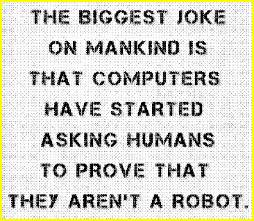 THE BIGGEST JOKE
ON MANKIND IS
THAT COMPUTERS
HAVE STARTED
ASKING HUMANS
TO PROVE THAT
THEY AREN'T A ROBOT.